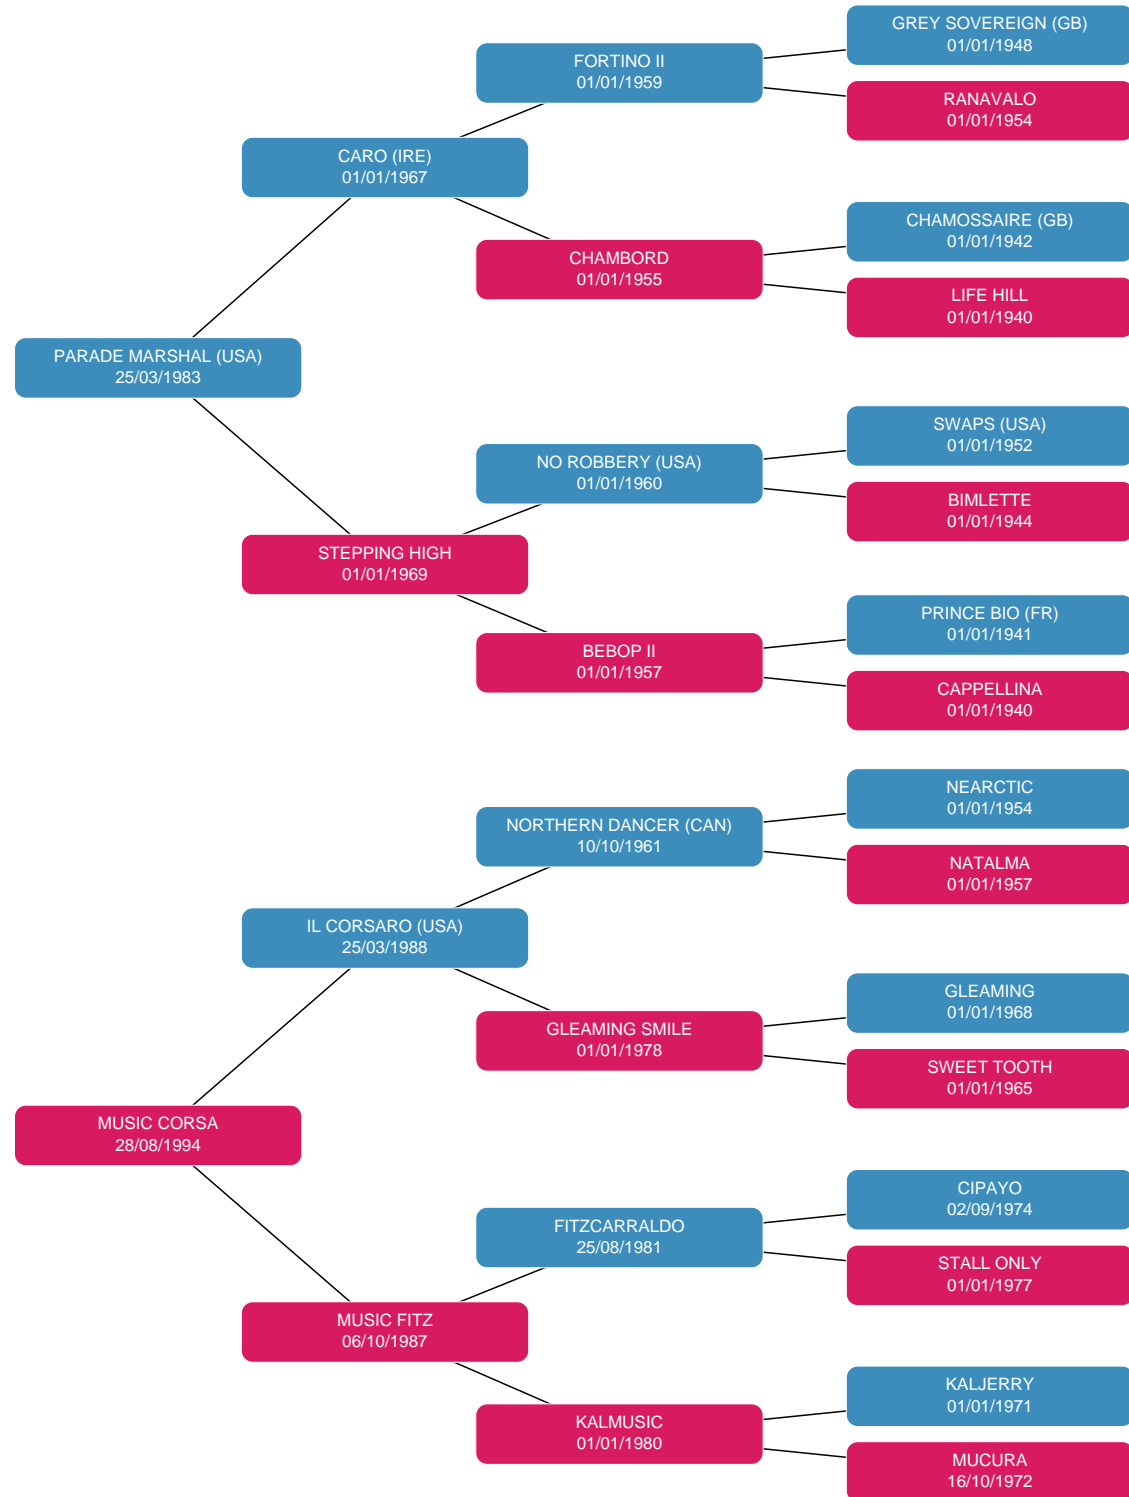 GREY SOVEREIGN (GB)
01/01/1948
FORTINO II
01/01/1959
RANAVALO
01/01/1954
CARO (IRE)
01/01/1967
CHAMOSSAIRE (GB)
01/01/1942
CHAMBORD
01/01/1955
LIFE HILL
01/01/1940
PARADE MARSHAL (USA)
25/03/1983
SWAPS (USA)
01/01/1952
NO ROBBERY (USA)
01/01/1960
BIMLETTE
01/01/1944
STEPPING HIGH
01/01/1969
PRINCE BIO (FR)
01/01/1941
BEBOP II
01/01/1957
CAPPELLINA
01/01/1940
NEARCTIC
01/01/1954
NORTHERN DANCER (CAN)
10/10/1961
NATALMA
01/01/1957
IL CORSARO (USA)
25/03/1988
GLEAMING
01/01/1968
GLEAMING SMILE
01/01/1978
SWEET TOOTH
01/01/1965
MUSIC CORSA
28/08/1994
CIPAYO
02/09/1974
FITZCARRALDO
25/08/1981
STALL ONLY
01/01/1977
MUSIC FITZ
06/10/1987
KALJERRY
01/01/1971
KALMUSIC
01/01/1980
MUCURA
16/10/1972